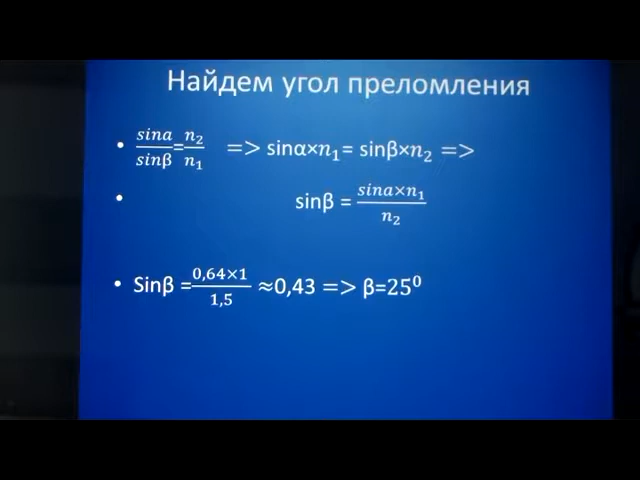 Найдем угол преломления
• sinα/sinβ=n₂/n₁ => sinα×n₁= sinβ×n₂ =>
• sinβ = sinα×n₁/n₂
• Sinβ =0,64×1/1,5 ≈0,43 => β=25⁰